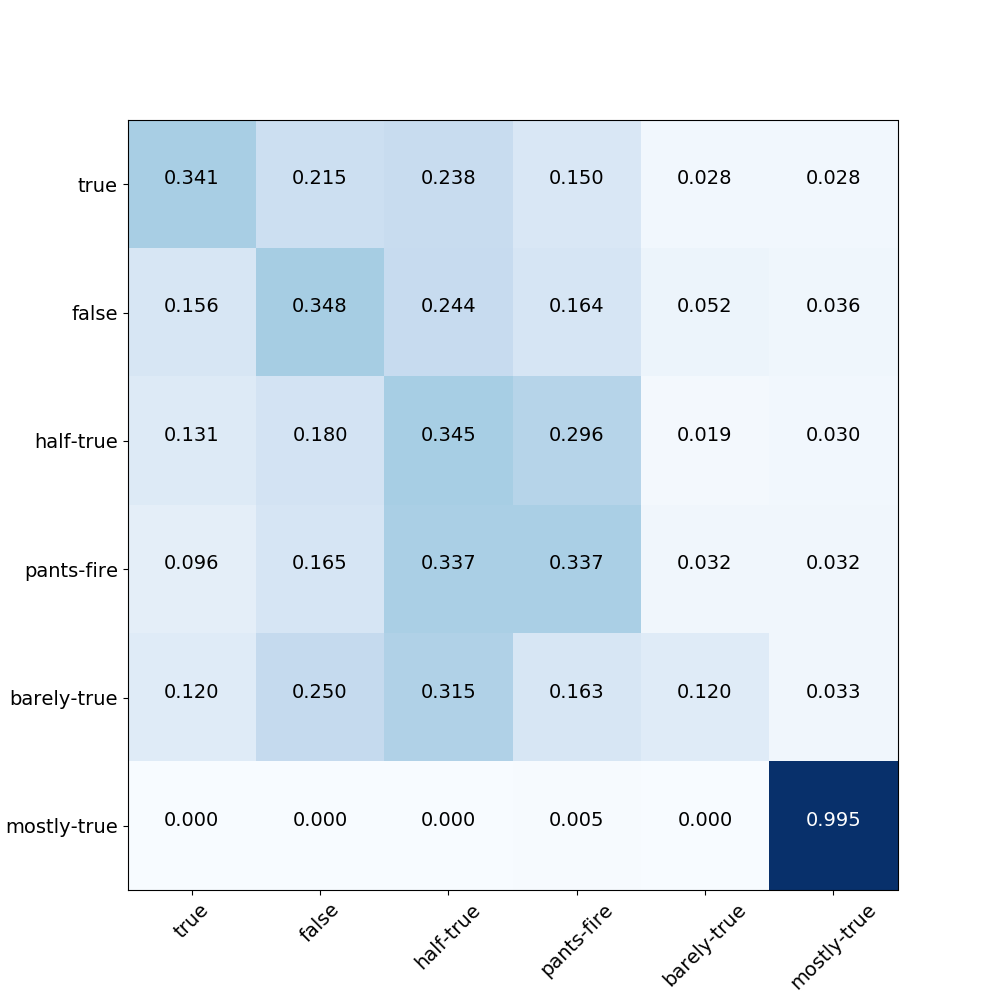 true 0.341 0.215 0.238 0.150 0.028 0.028
false 0.156 0.348 0.244 0.164 0.052 0.036
half-true 0.131 0.180 0.345 0.296 0.019 0.030
pants-fire 0.096 0.165 0.337 0.337 0.032 0.032
barely-true 0.120 0.250 0.315 0.163 0.120 0.033
mostly-true 0.000 0.000 0.000 0.005 0.000 0.995
true false half-true pants-fire barely-true mostly-true